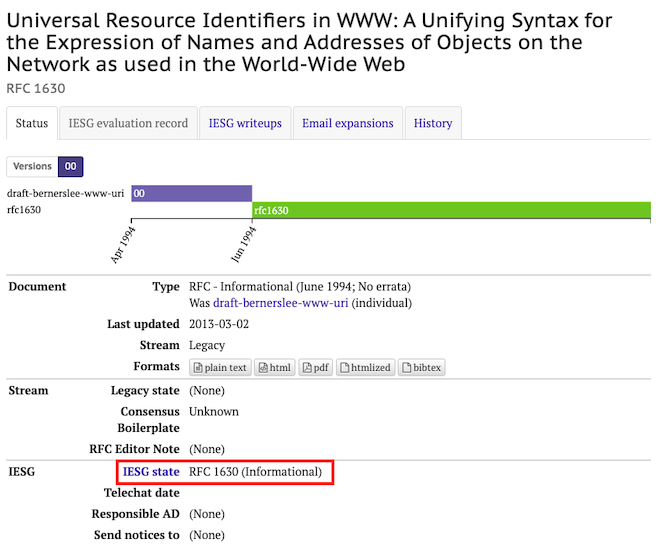 Universal Resource Identifiers in WWW: A Unifying Syntax for
the Expression of Names and Addresses of Objects on the
Network as used in the World-Wide Web
RFC 1630
Status IESG evaluation record IESG writeups Email expansions History
Versions 00
draft-bernerslee-www-uri 00
rfc1630 rfc1630
Apr 1994 Jun 1994
Document Type RFC - Informational (June 1994; No errata)
Was draft-bernerslee-www-uri (individual)
Last updated 2013-03-02
Stream Legacy
Formats plain text html pdf htmlized bibtex
Stream Legacy state (None)
Consensus Unknown
Boilerplate
RFC Editor Note (None)
IESG IESG state RFC 1630 (Informational)
Telechat date
Responsible AD (None)
Send notices to (None)